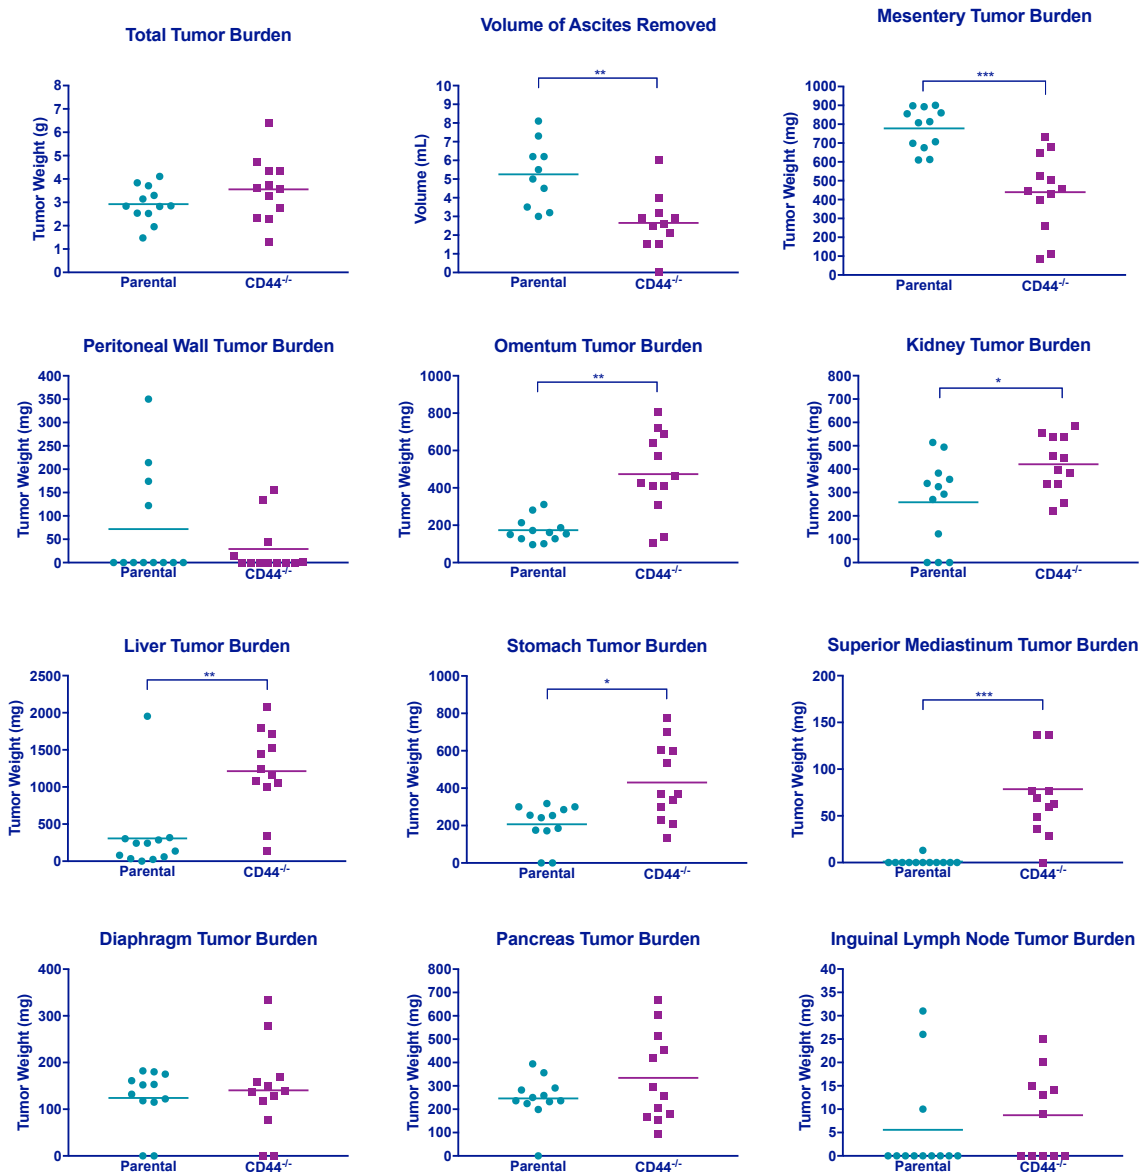 Total Tumor Burden
Tumor Weight (g)
8
7
6
5
4
3
2
1
0
Parental
CD44-/-
Volume of Ascites Removed
**
Volume (mL)
10
9
8
7
6
5
4
3
2
1
0
Parental
CD44-/-
Mesentery Tumor Burden
***
Tumor Weight (mg)
1000
900
800
700
600
500
400
300
200
100
0
Parental
CD44-/-
Peritoneal Wall Tumor Burden
Tumor Weight (mg)
400
350
300
250
200
150
100
50
0
Parental
CD44-/-
Omentum Tumor Burden
**
Tumor Weight (mg)
1000
800
600
400
200
0
Parental
CD44-/-
Kidney Tumor Burden
*
Tumor Weight (mg)
800
700
600
500
400
300
200
100
0
Parental
CD44-/-
Liver Tumor Burden
**
Tumor Weight (mg)
2500
2000
1500
1000
500
0
Parental
CD44-/-
Stomach Tumor Burden
*
Tumor Weight (mg)
1000
800
600
400
200
0
Parental
CD44-/-
Superior Mediastinum Tumor Burden
***
Tumor Weight (mg)
200
150
100
50
0
Parental
CD44-/-
Diaphragm Tumor Burden
Tumor Weight (mg)
400
300
200
100
0
Parental
CD44-/-
Pancreas Tumor Burden
Tumor Weight (mg)
800
700
600
500
400
300
200
100
0
Parental
CD44-/-
Inguinal Lymph Node Tumor Burden
Tumor Weight (mg)
40
35
30
25
20
15
10
5
0
Parental
CD44-/-